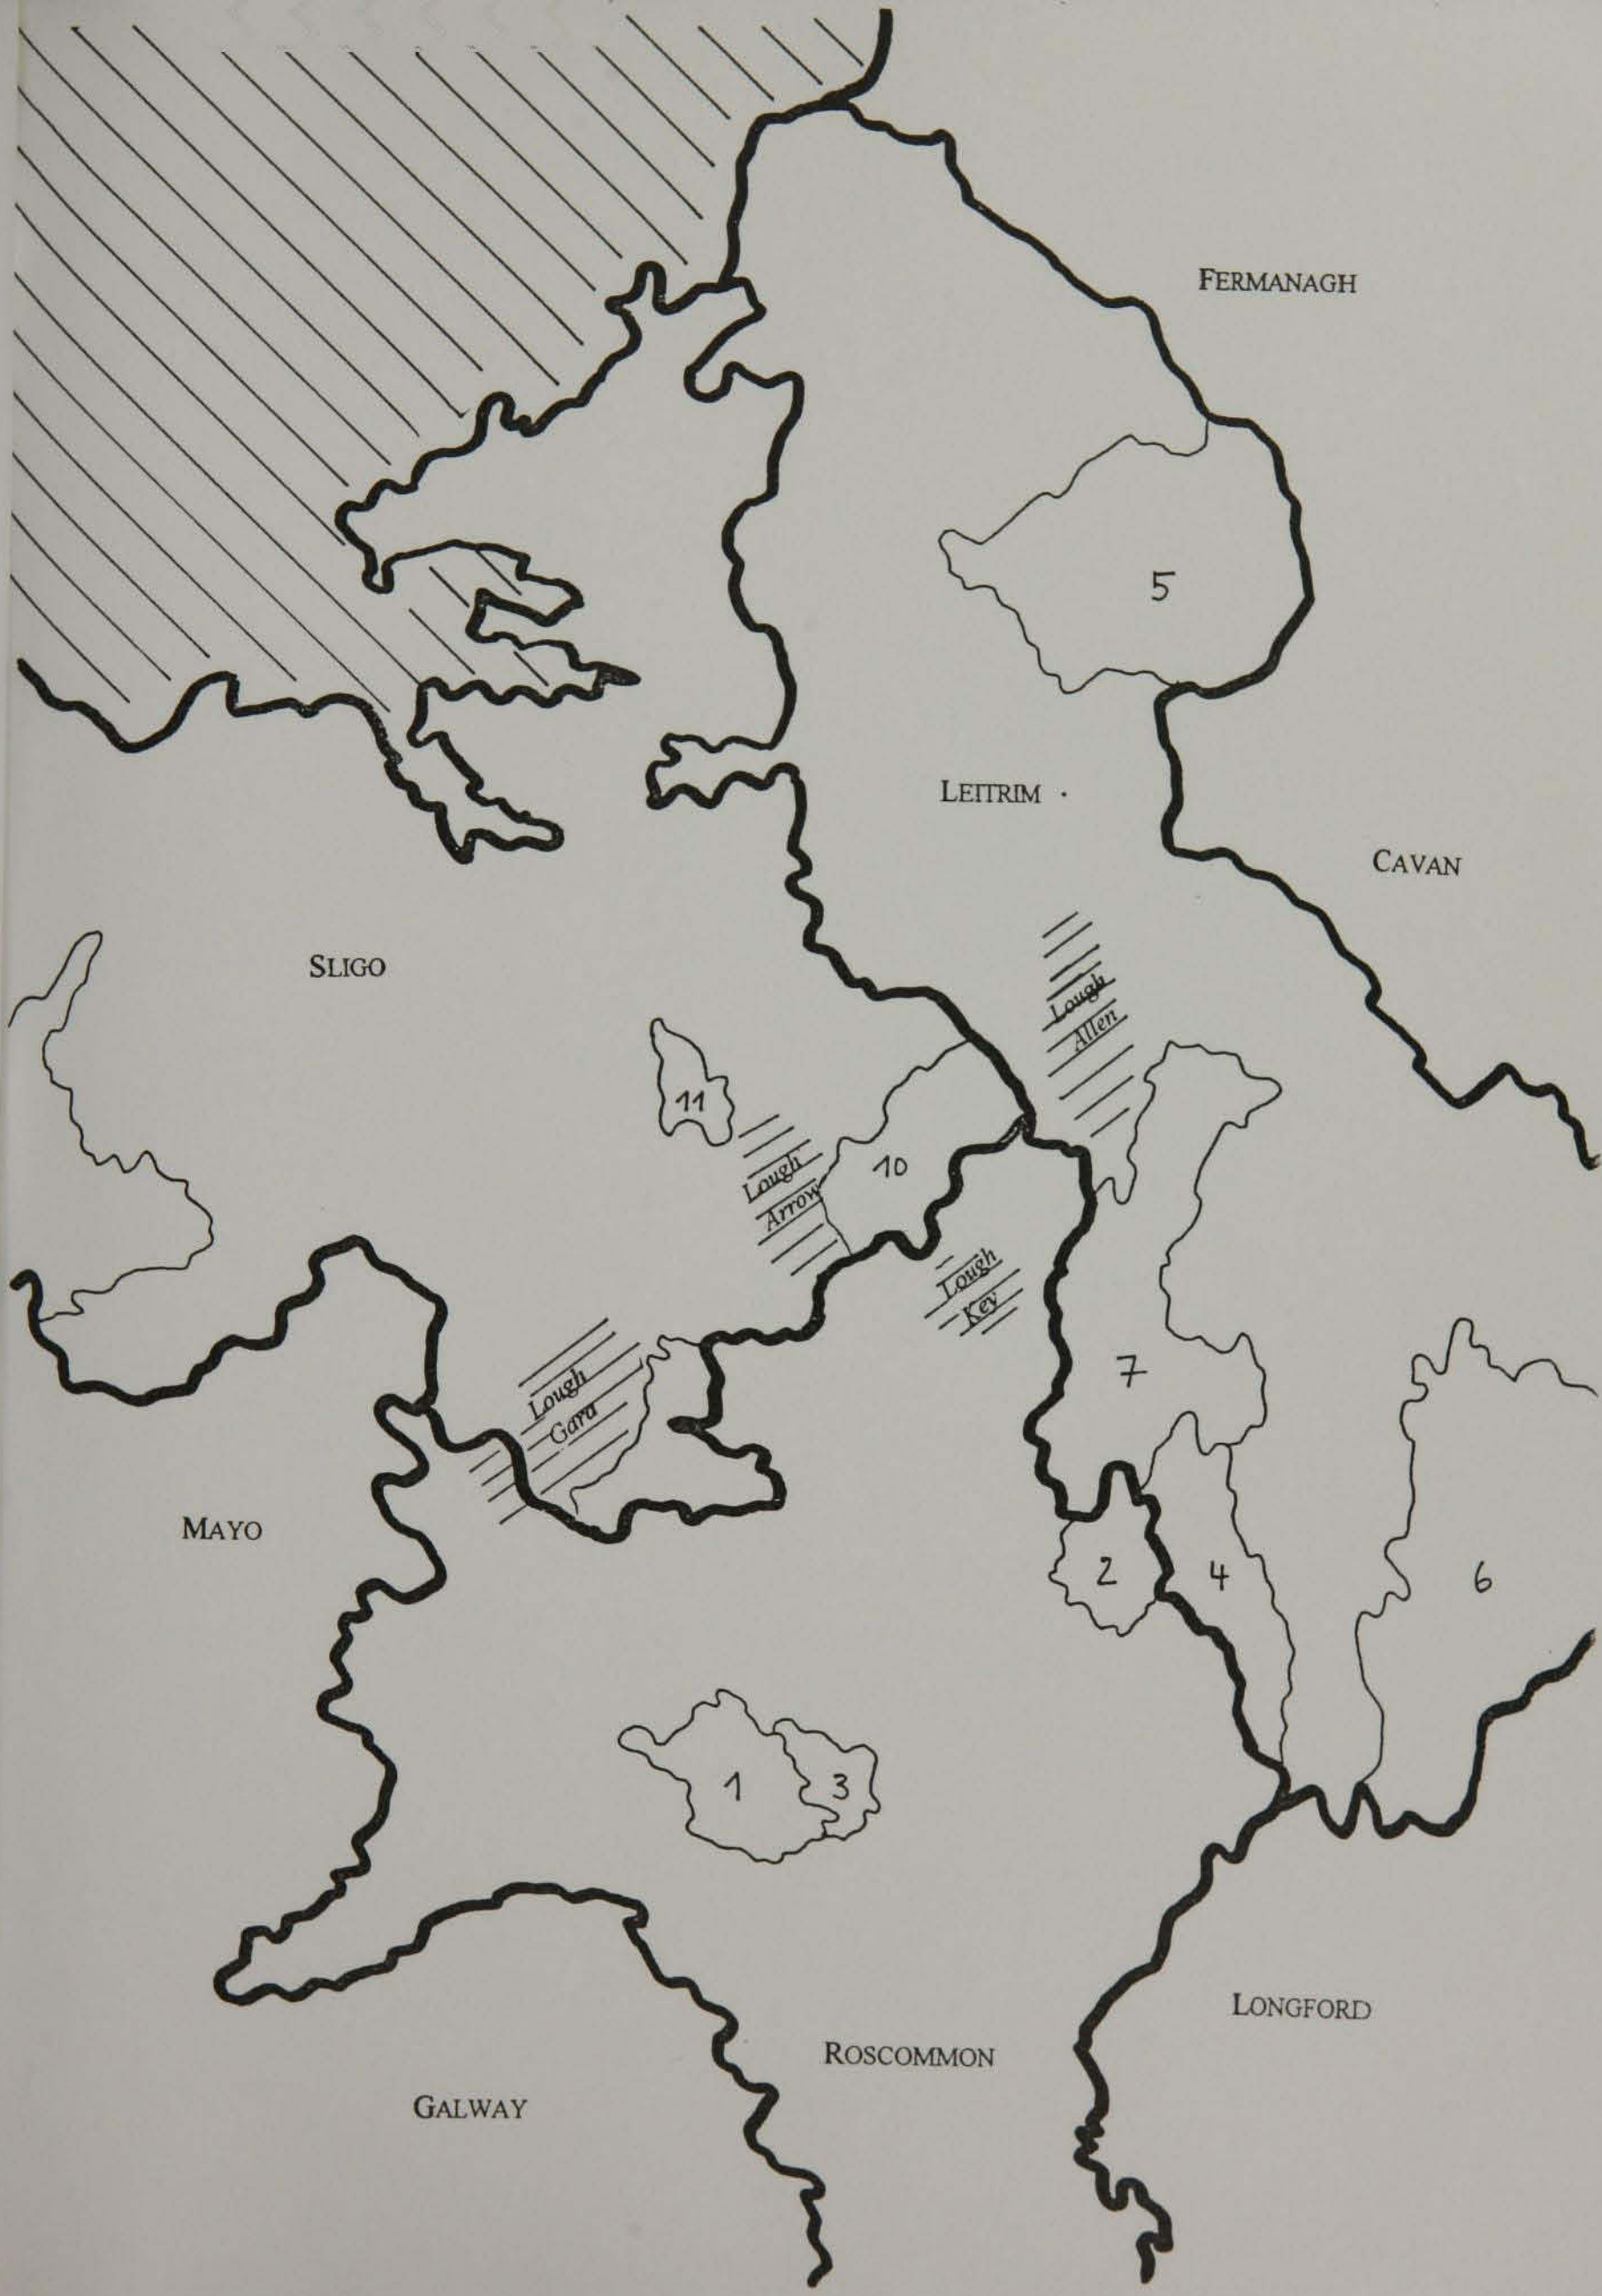 FERMANAGH
5
LEITRIM
CAVAN
SLIGO
Lough
Allen
11
10
Lough
Arrow
Lough
Key
7
Lough
Gara
MAYO
2
4
6
1
3
LONGFORD
ROSCOMMON
GALWAY